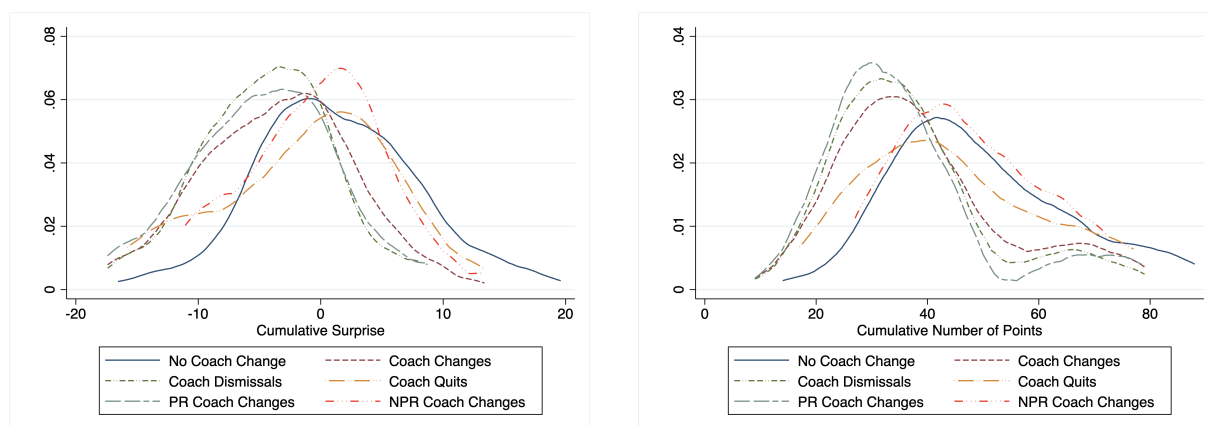 .08
.06
.04
.02
0
-20 -10 0 10 20
Cumulative Surprise
No Coach Change Coach Changes
Coach Dismissals Coach Quits
PR Coach Changes NPR Coach Changes
.04
.03
.02
.01
0
0 20 40 60 80
Cumulative Number of Points
No Coach Change Coach Changes
Coach Dismissals Coach Quits
PR Coach Changes NPR Coach Changes